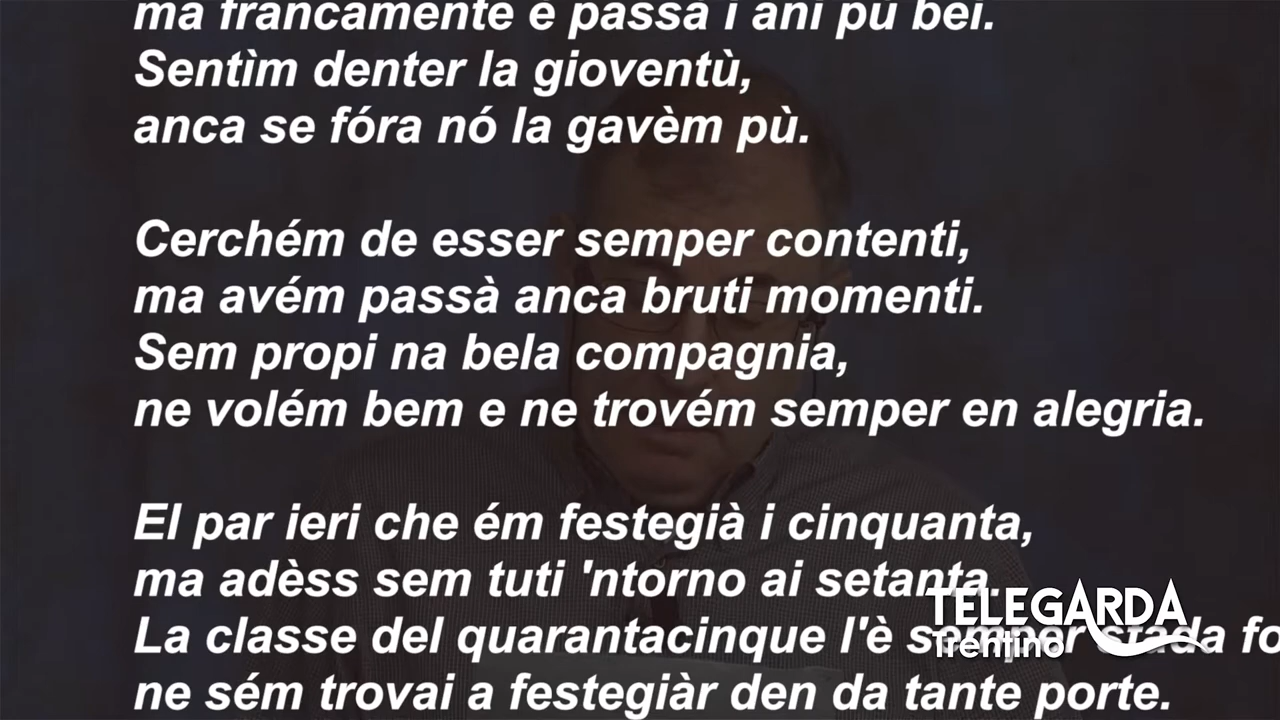 ma francamente è passà i ani pù bei.
Sentìm denter la gioventù,
anca se fóra nó la gavèm pù.
Cerchém de esser semper contenti,
ma avém passà anca bruti momenti.
Sem propi na bela compagnia,
ne volém bem e ne trovém semper en alegria.
El par ieri che ém festegià i cinquanta,
ma adèss sem tuti 'ntorno ai setanta.
La classe del quarantacinque l'è semper stada fo
ne sém trovai a festegiàr den da tante porte.
TELEGARDA
Trentino